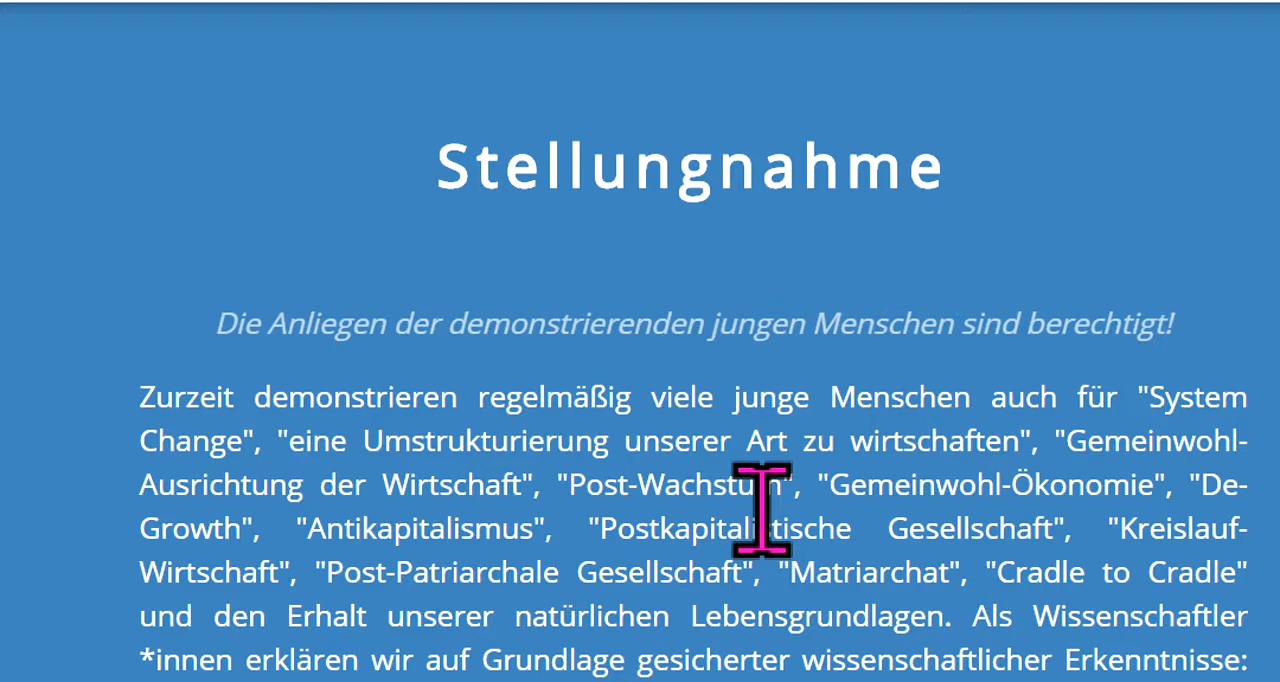 Stellungnahme
Die Anliegen der demonstrierenden jungen Menschen sind berechtigt!
Zurzeit demonstrieren regelmäßig viele junge Menschen auch für "System
Change", "eine Umstrukturierung unserer Art zu wirtschaften", "Gemeinwohl-
Ausrichtung der Wirtschaft", "Post-Wachstum", "Gemeinwohl-Ökonomie", "De-
Growth", "Antikapitalismus", "Postkapitalistische Gesellschaft", "Kreislauf-
Wirtschaft", "Post-Patriarchale Gesellschaft", "Matriarchat", "Cradle to Cradle"
und den Erhalt unserer natürlichen Lebensgrundlagen. Als Wissenschaftler
*innen erklären wir auf Grundlage gesicherter wissenschaftlicher Erkenntnisse: